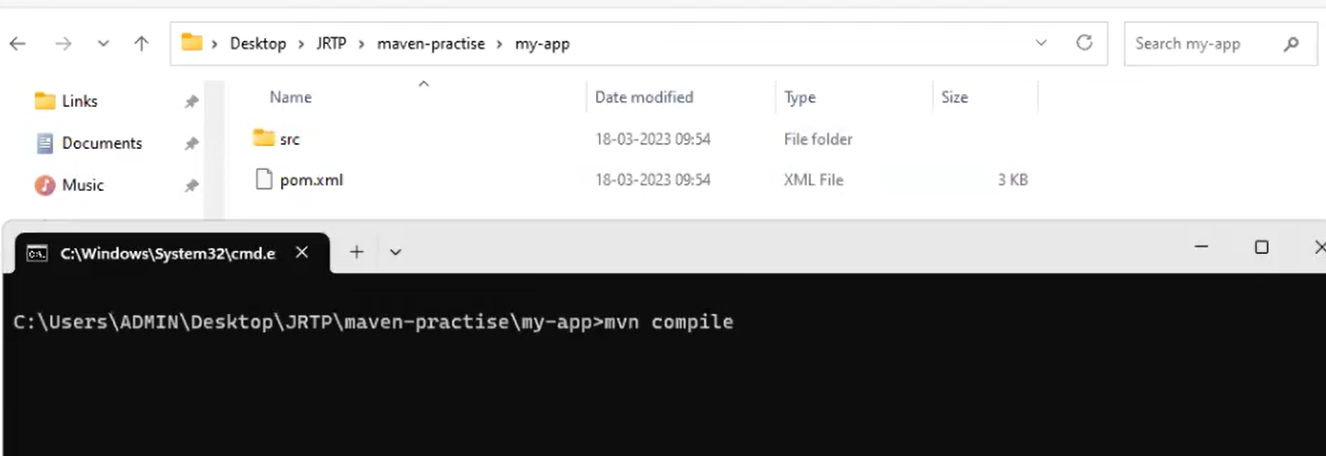 Desktop > JRTP > maven-practise > my-app
Search my-app
Links
Documents
Music
Name Date modified Type Size
src 18-03-2023 09:54 File folder
pom.xml 18-03-2023 09:54 XML File 3 KB
C:\Windows\System32\cmd.e
C:\Users\ADMIN\Desktop\JRTP\maven-practise\my-app>mvn compile